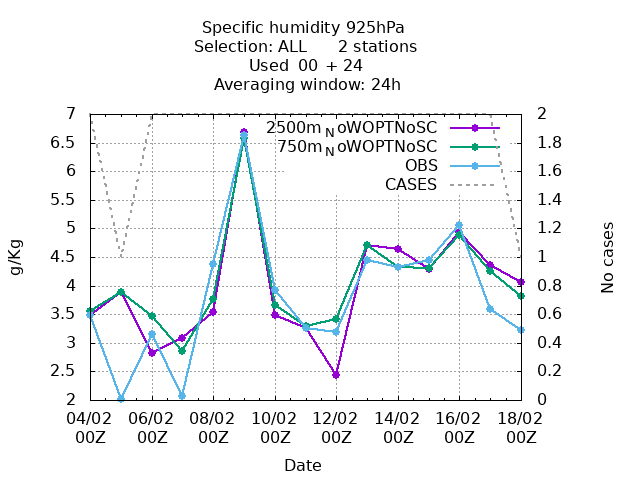 Specific humidity 925hPa
Selection: ALL 2 stations
Used 00 + 24
Averaging window: 24h
7 2
2500m NoWOPTNoSC
6.5 1.8
750m NoWOPTNoSC
6 1.6
OBS
CASES
5.5 1.4
5 1.2
4.5 1
4 0.8
3.5 0.6
3 0.4
2.5 0.2
2 0
g/Kg
No cases
04/02 06/02 08/02 10/02 12/02 14/02 16/02 18/02
00Z 00Z 00Z 00Z 00Z 00Z 00Z 00Z
Date